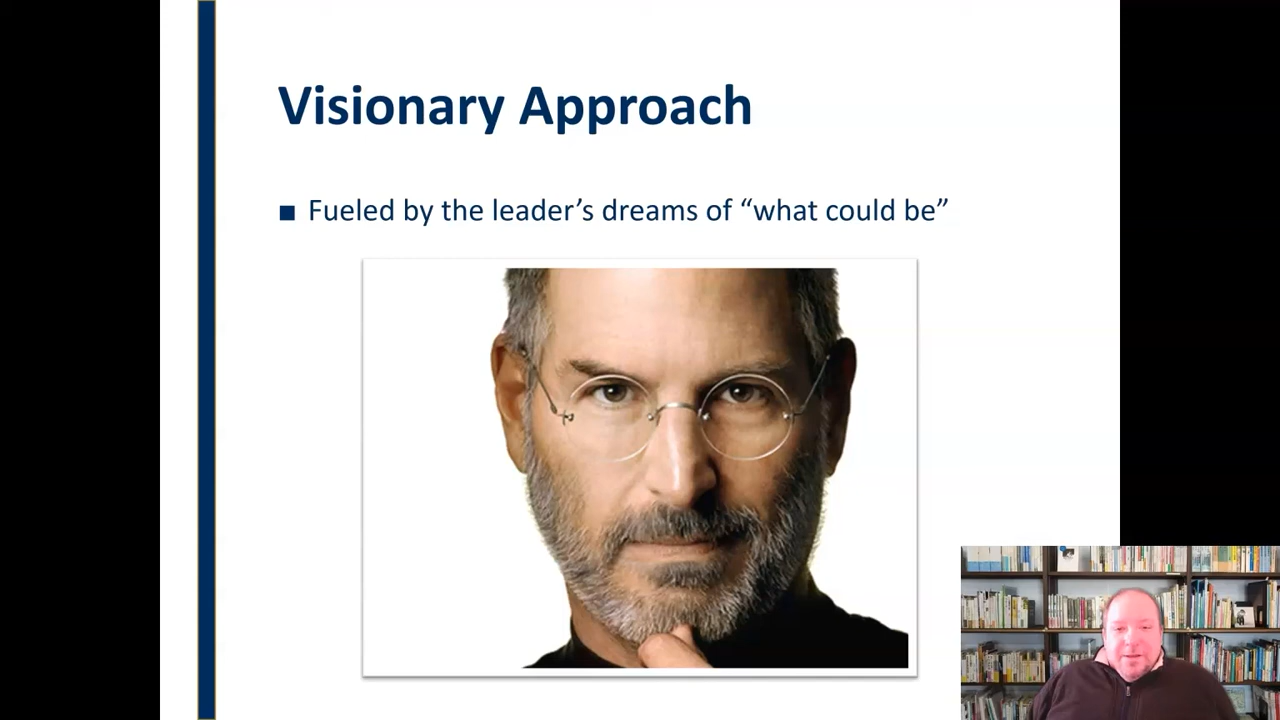 Visionary Approach
■ Fueled by the leader’s dreams of “what could be”